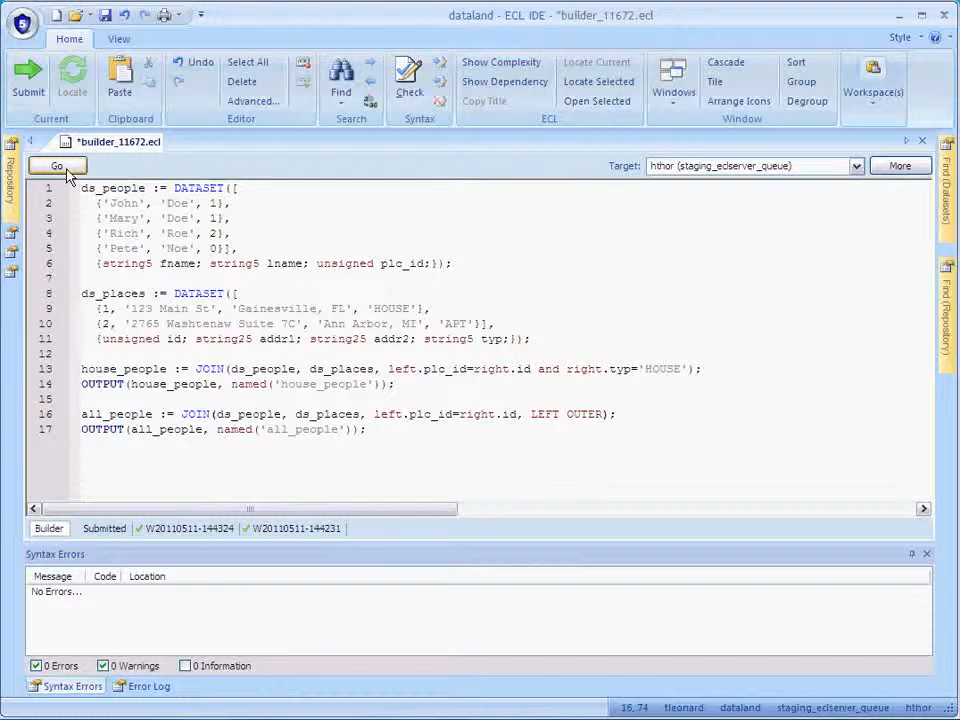 dataland - ECL IDE - "builder_11672.ecl
Home View Style
Submit Locate Paste Undo Select All Find Check Show Complexity Locate Current Windows Cascade Sort Workspace(s)
Delete Show Dependency Locate Selected Tile Group
Advanced... Copy Title Open Selected Arrange Icons Degroup
Current Clipboard Editor Search Syntax ECL Window
*builder_11672.ecl
Go Target: hthor (staging_eclserver_queue) More
Repository
Find (Datasets)
Find (Repository)
1 ds_people := DATASET([
2 {'John', 'Doe', 1},
3 {'Mary', 'Doe', 1},
4 {'Rich', 'Roe', 2},
5 {'Pete', 'Noe', 0}],
6 {string5 fname; string5 lname; unsigned plc_id;});
7
8 ds_places := DATASET([
9 {1, '123 Main St', 'Gainesville, FL', 'HOUSE'},
10 {2, '2765 Washtenaw Suite 7C', 'Ann Arbor, MI', 'APT'}],
11 {unsigned id; string25 addr1; string25 addr2; string5 typ;});
12
13 house_people := JOIN(ds_people, ds_places, left.plc_id=right.id and right.typ='HOUSE');
14 OUTPUT(house_people, named('house_people'));
15
16 all_people := JOIN(ds_people, ds_places, left.plc_id=right.id, LEFT OUTER);
17 OUTPUT(all_people, named('all_people'));
Builder Submitted W20110511-144324 W20110511-144231
Syntax Errors
Message Code Location
No Errors...
0 Errors 0 Warnings 0 Information
Syntax Errors Error Log
16, 74 tleonard dataland staging_eclserver_queue hthor